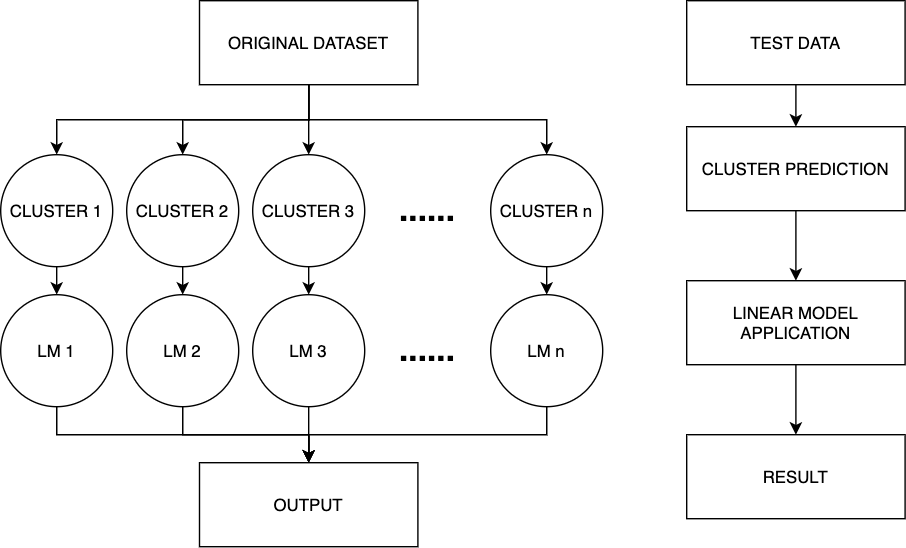 ORIGINAL DATASET
CLUSTER 1
CLUSTER 2
CLUSTER 3
......
CLUSTER n
LM 1
LM 2
LM 3
......
LM n
OUTPUT
TEST DATA
CLUSTER PREDICTION
LINEAR MODEL
APPLICATION
RESULT